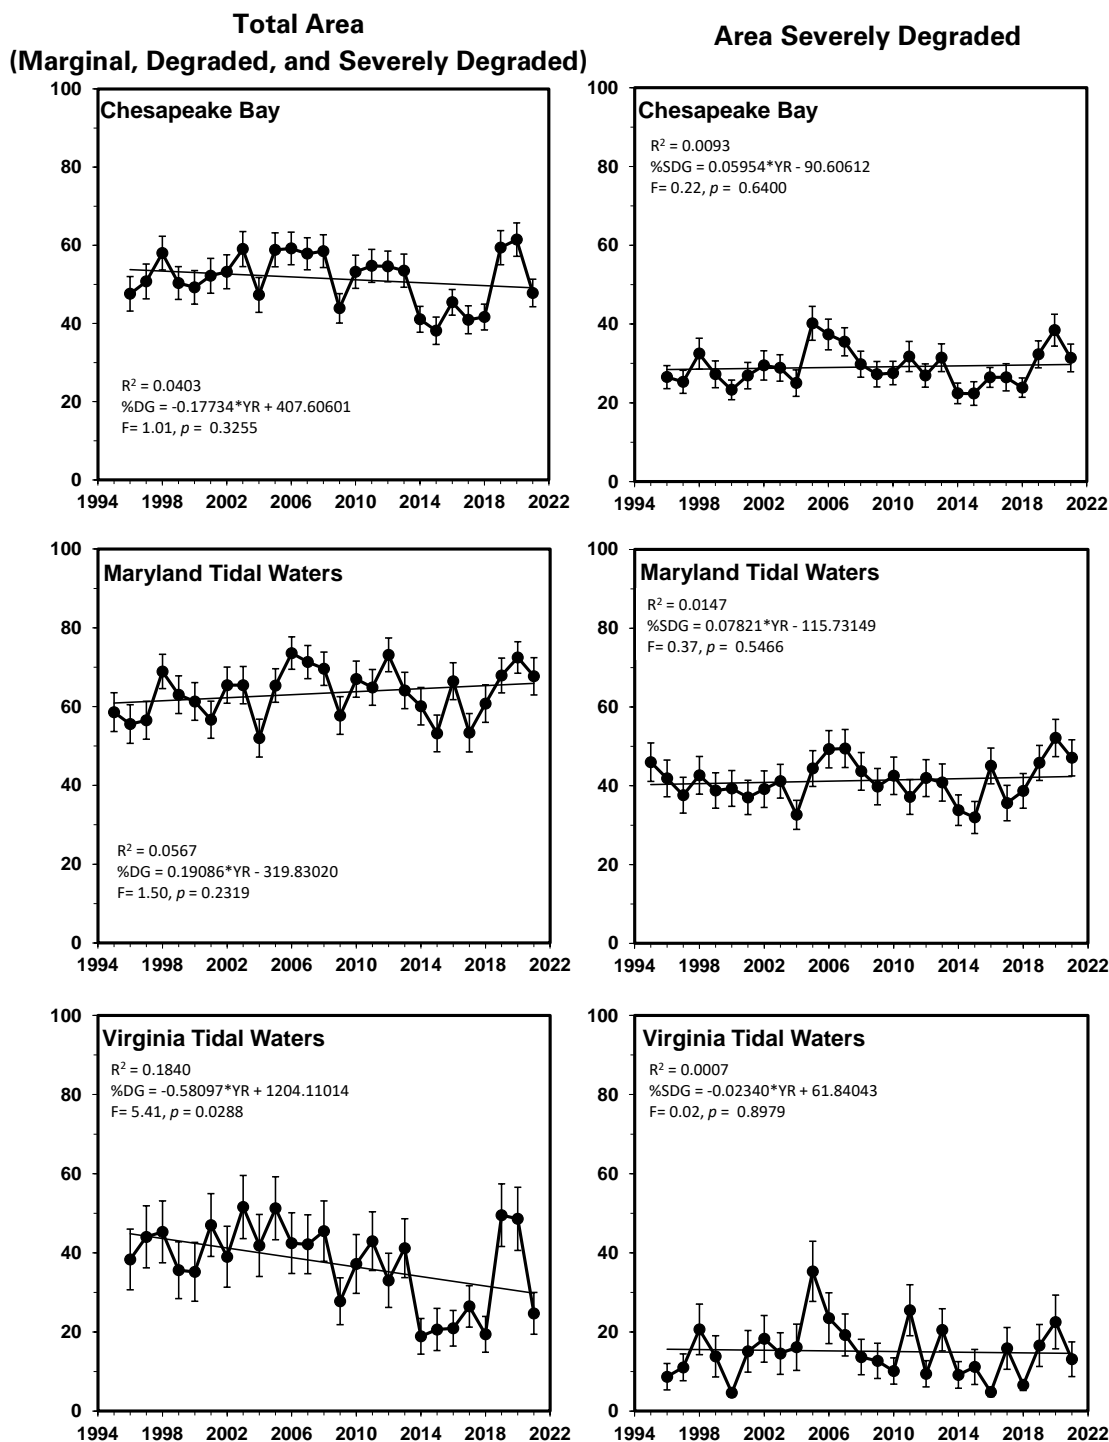 Total Area
(Marginal, Degraded, and Severely Degraded)
Area Severely Degraded
Chesapeake Bay
100
80
60
40
20
0
R² = 0.0403
%DG = -0.17734*YR + 407.60601
F= 1.01, p = 0.3255
1994 1998 2002 2006 2010 2014 2018 2022
Chesapeake Bay
100
80
60
40
20
0
R² = 0.0093
%SDG = 0.05954*YR - 90.60612
F= 0.22, p = 0.6400
1994 1998 2002 2006 2010 2014 2018 2022
Maryland Tidal Waters
100
80
60
40
20
0
R² = 0.0567
%DG = 0.19086*YR - 319.83020
F= 1.50, p = 0.2319
1994 1998 2002 2006 2010 2014 2018 2022
Maryland Tidal Waters
100
80
60
40
20
0
R² = 0.0147
%SDG = 0.07821*YR - 115.73149
F= 0.37, p = 0.5466
1994 1998 2002 2006 2010 2014 2018 2022
Virginia Tidal Waters
100
80
60
40
20
0
R² = 0.1840
%DG = -0.58097*YR + 1204.11014
F= 5.41, p = 0.0288
1994 1998 2002 2006 2010 2014 2018 2022
Virginia Tidal Waters
100
80
60
40
20
0
R² = 0.0007
%SDG = -0.02340*YR + 61.84043
F= 0.02, p = 0.8979
1994 1998 2002 2006 2010 2014 2018 2022